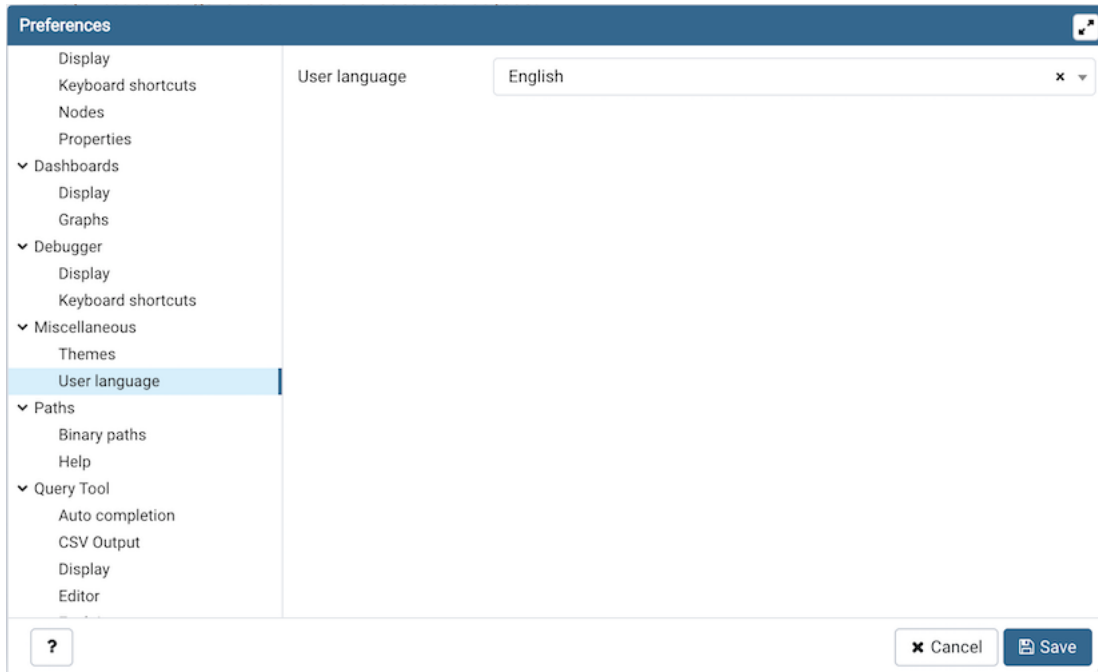 Preferences
Display
Keyboard shortcuts
Nodes
Properties
Dashboards
Display
Graphs
Debugger
Display
Keyboard shortcuts
Miscellaneous
Themes
User language
Paths
Binary paths
Help
Query Tool
Auto completion
CSV Output
Display
Editor
User language English
? Cancel Save